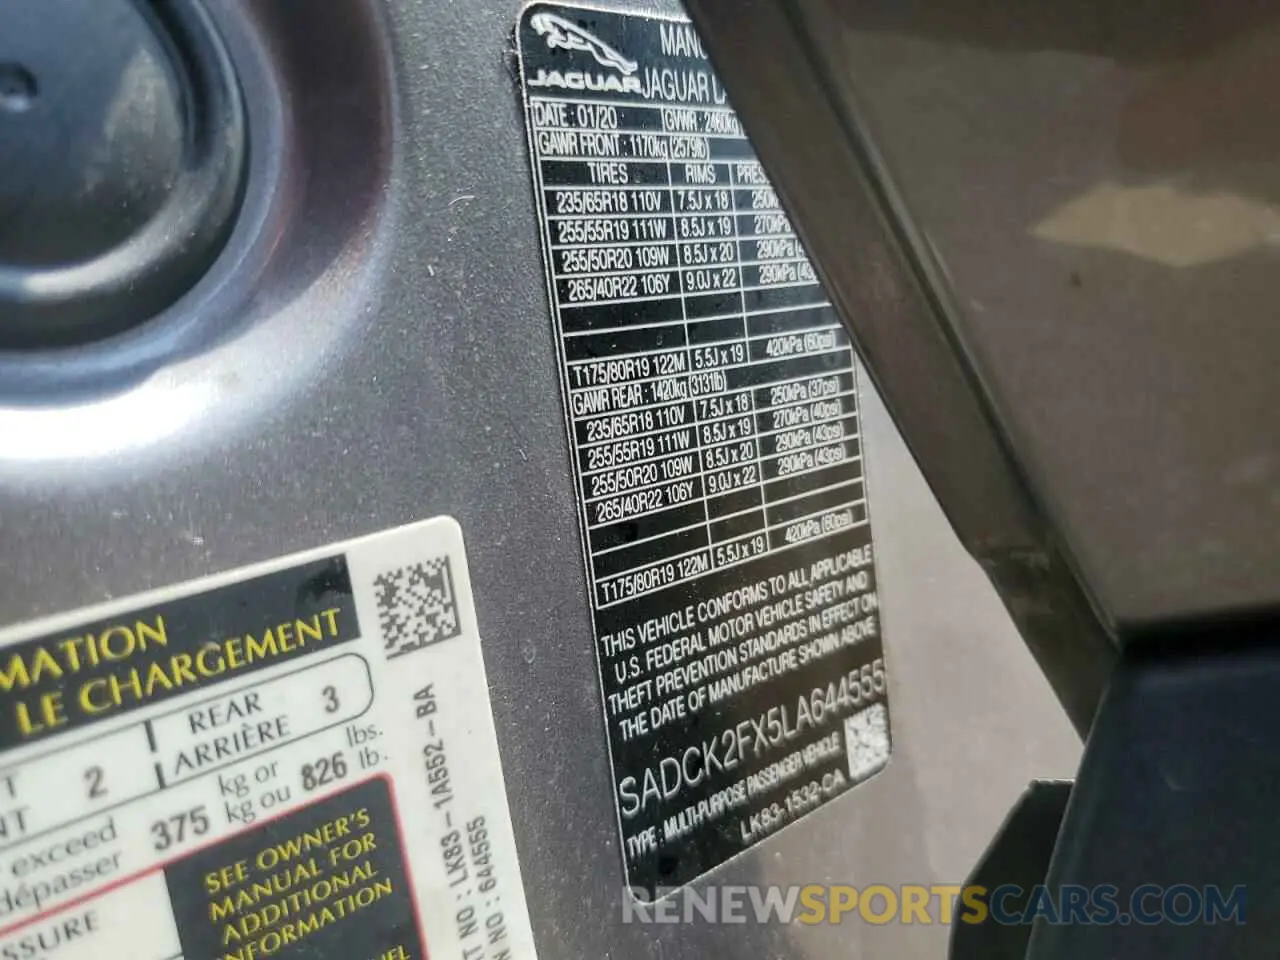 JAGUAR
JAGUAR
DATE : 01/20 GVWR : 2460kg
GAWR FRONT : 1170kg (2579lb)
TIRES RIMS
235/65R18 110V 7.5J x 18
255/55R19 111W 8.5J x 19
255/50R20 109W 8.5J x 20 290kPa
265/40R22 106Y 9.0J x 22 290kPa
T175/80R19 122M 5.5J x 19 420kPa (60psi)
GAWR REAR : 1420kg (3131lb)
235/65R18 110V 7.5J x 18 250kPa (37psi)
255/55R19 111W 8.5J x 19 270kPa (40psi)
255/50R20 109W 8.5J x 20 290kPa (43psi)
265/40R22 106Y 9.0J x 22 290kPa (43psi)
T175/80R19 122M 5.5J x 19 420kPa (60psi)
THIS VEHICLE CONFORMS TO ALL APPLICABLE
U.S. FEDERAL MOTOR VEHICLE SAFETY AND
THEFT PREVENTION STANDARDS IN EFFECT ON
THE DATE OF MANUFACTURE SHOWN ABOVE
SADCK2FX5LA644555
TYPE : MULTI-PURPOSE PASSENGER VEHICLE
LK83-1532-CA
LE CHARGEMENT
2 REAR 3
ARRIÈRE
exceed 375 kg or 826 lbs.
dépasser kg ou lb.
SEE OWNER'S
MANUAL FOR
ADDITIONAL
LK83-1A552-BA
644555
RENEWSPORTSCARS.COM